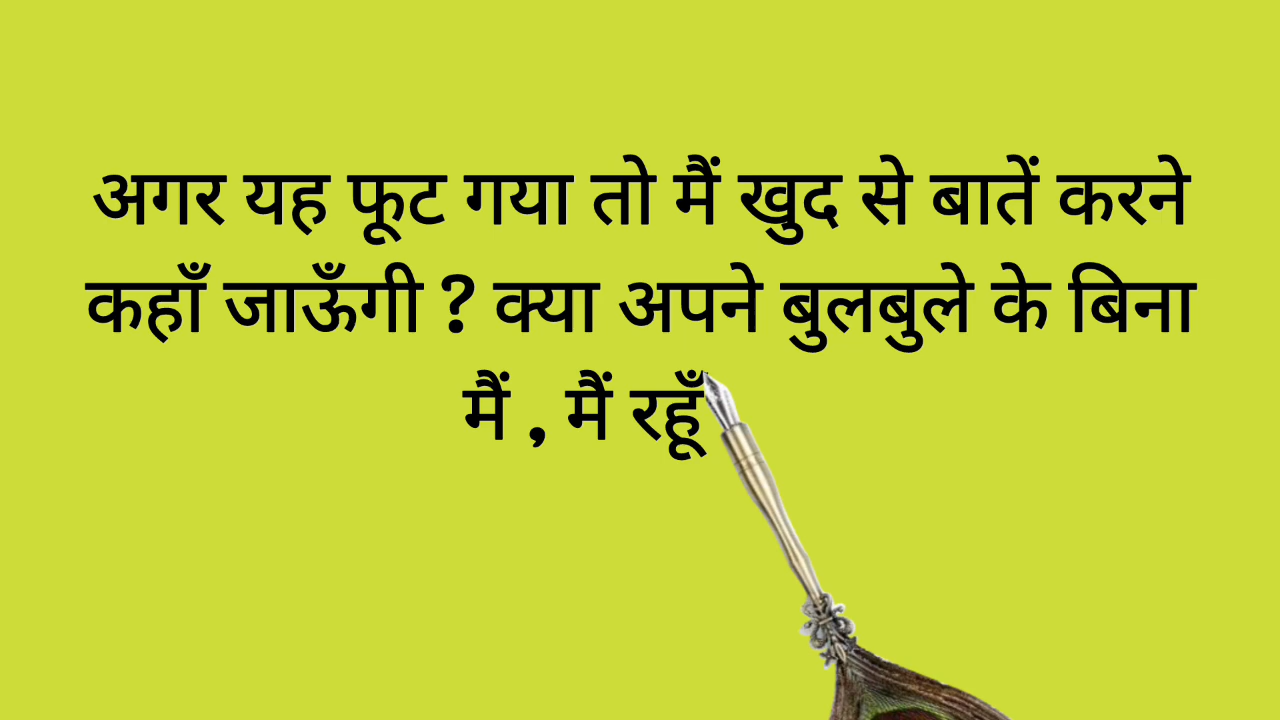 अगर यह फूट गया तो मैं खुद से बातें करने
कहाँ जाऊँगी ? क्या अपने बुलबुले के बिना
मैं , मैं रहूँ